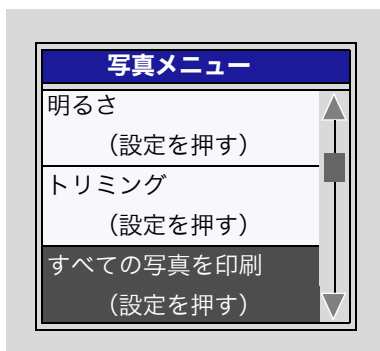 写真メニュー
明るさ
（設定を押す）
トリミング
（設定を押す）
すべての写真を印刷
（設定を押す）